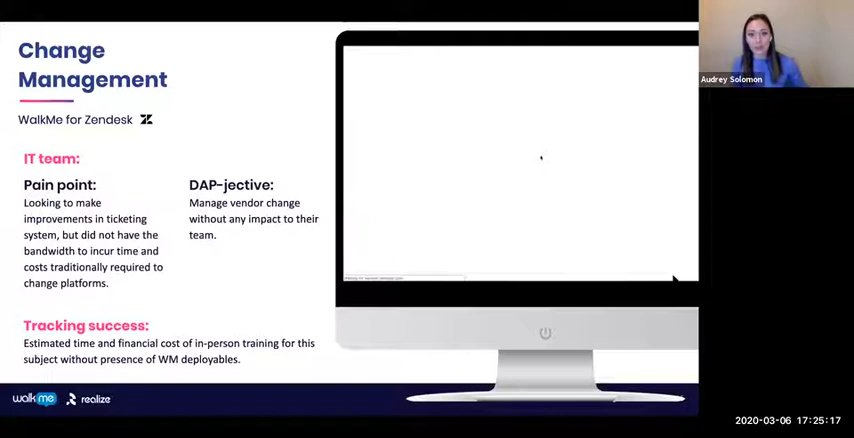 Change
Management
WalkMe for Zendesk
IT team:
Pain point:
Looking to make
improvements in ticketing
system, but did not have the
bandwidth to incur time and
costs traditionally required to
change platforms.
DAP-jective:
Manage vendor change
without any impact to their
team.
Tracking success:
Estimated time and financial cost of in-person training for this
subject without presence of WM deployables.
walkme realize
Audrey Solomon
2020-03-06 17:25:17